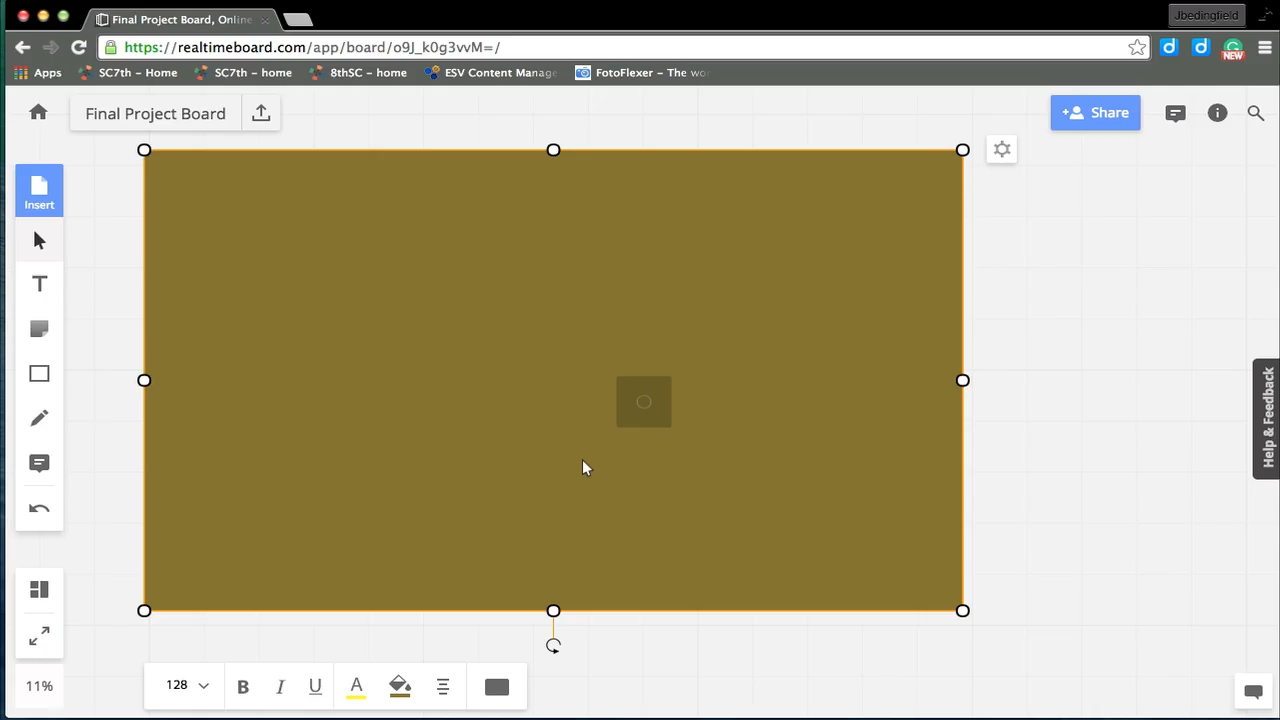 Final Project Board, Online
Jbedingfield
https://realtimeboard.com/app/board/o9J_k0g3vvM=/
NEW
Apps SC7th – Home SC7th – home 8thSC – home ESV Content Manage FotoFlexer – The wo
Final Project Board
Share
Insert
T
Help & Feedback
11%
128 B I U A